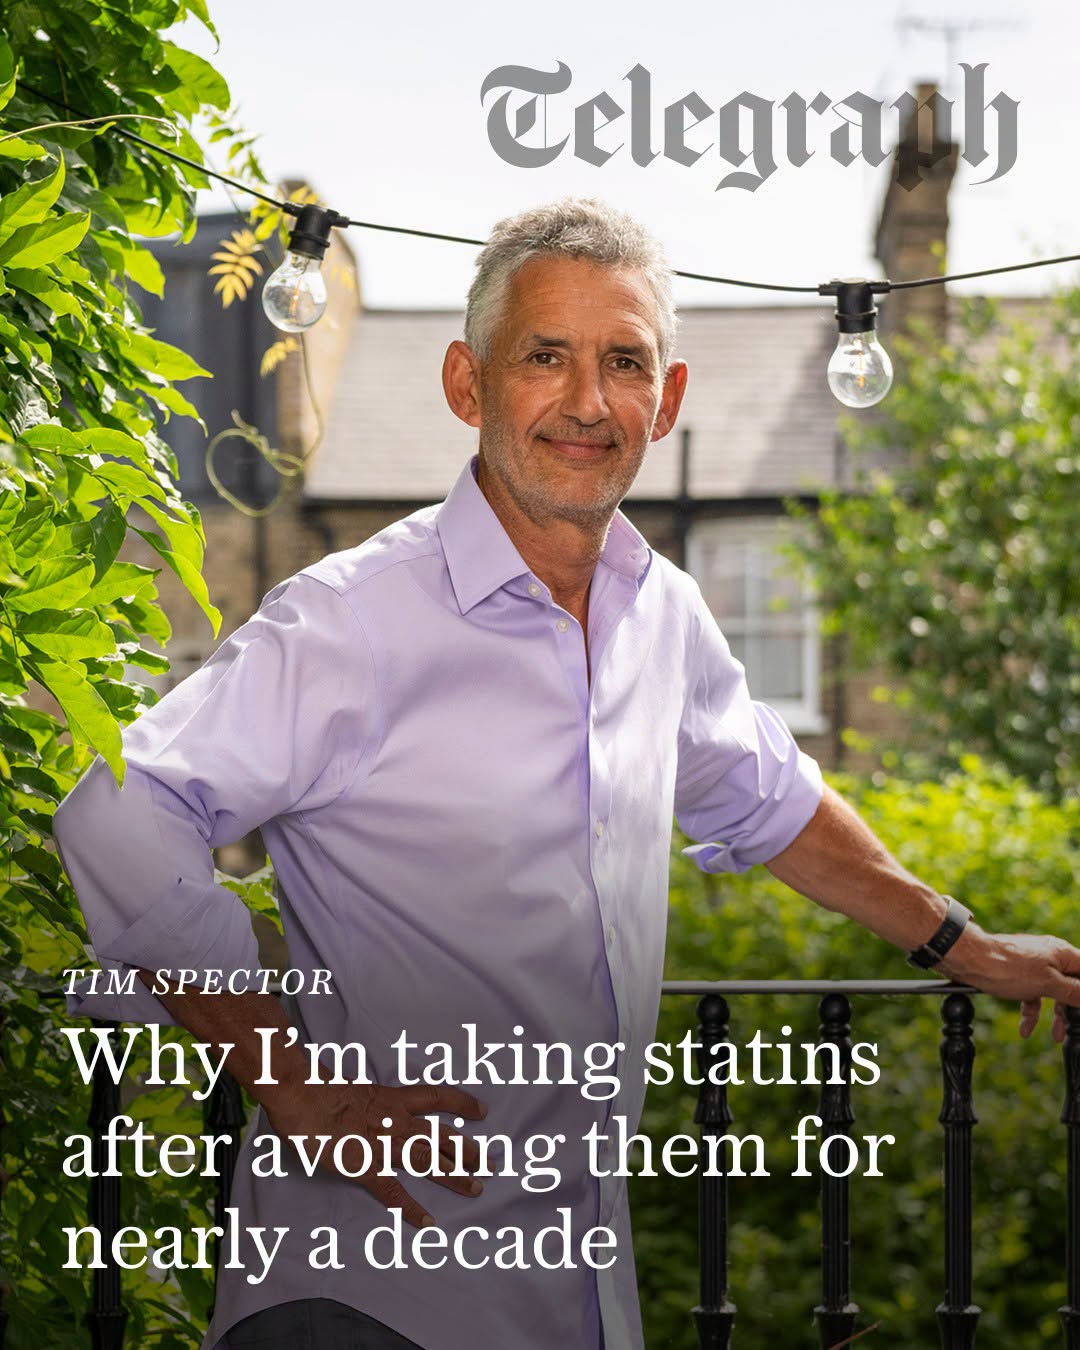 Telegraph
TIM SPECTOR
Why I’m taking statins
after avoiding them for
nearly a decade